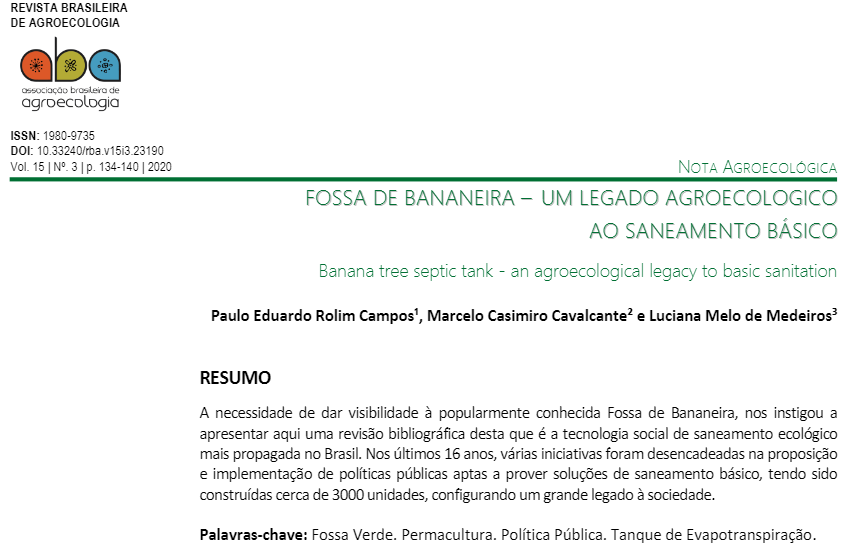 REVISTA BRASILEIRA
DE AGROECOLOGIA
aba
associação brasileira de
agroecologia
ISSN: 1980-9735
DOI: 10.33240/rba.v15i3.23190
Vol. 15 | Nº. 3 | p. 134-140 | 2020
NOTA AGROECOLÓGICA
FOSSA DE BANANEIRA – UM LEGADO AGROECOLOGICO
AO SANEAMENTO BÁSICO
Banana tree septic tank - an agroecological legacy to basic sanitation
Paulo Eduardo Rolim Campos¹, Marcelo Casimiro Cavalcante² e Luciana Melo de Medeiros³
RESUMO
A necessidade de dar visibilidade à popularmente conhecida Fossa de Bananeira, nos instigou a
apresentar aqui uma revisão bibliográfica desta que é a tecnologia social de saneamento ecológico
mais propagada no Brasil. Nos últimos 16 anos, várias iniciativas foram desencadeadas na proposição
e implementação de políticas públicas aptas a prover soluções de saneamento básico, tendo sido
construídas cerca de 3000 unidades, configurando um grande legado à sociedade.
Palavras-chave: Fossa Verde. Permacultura. Política Pública. Tanque de Evapotranspiração.